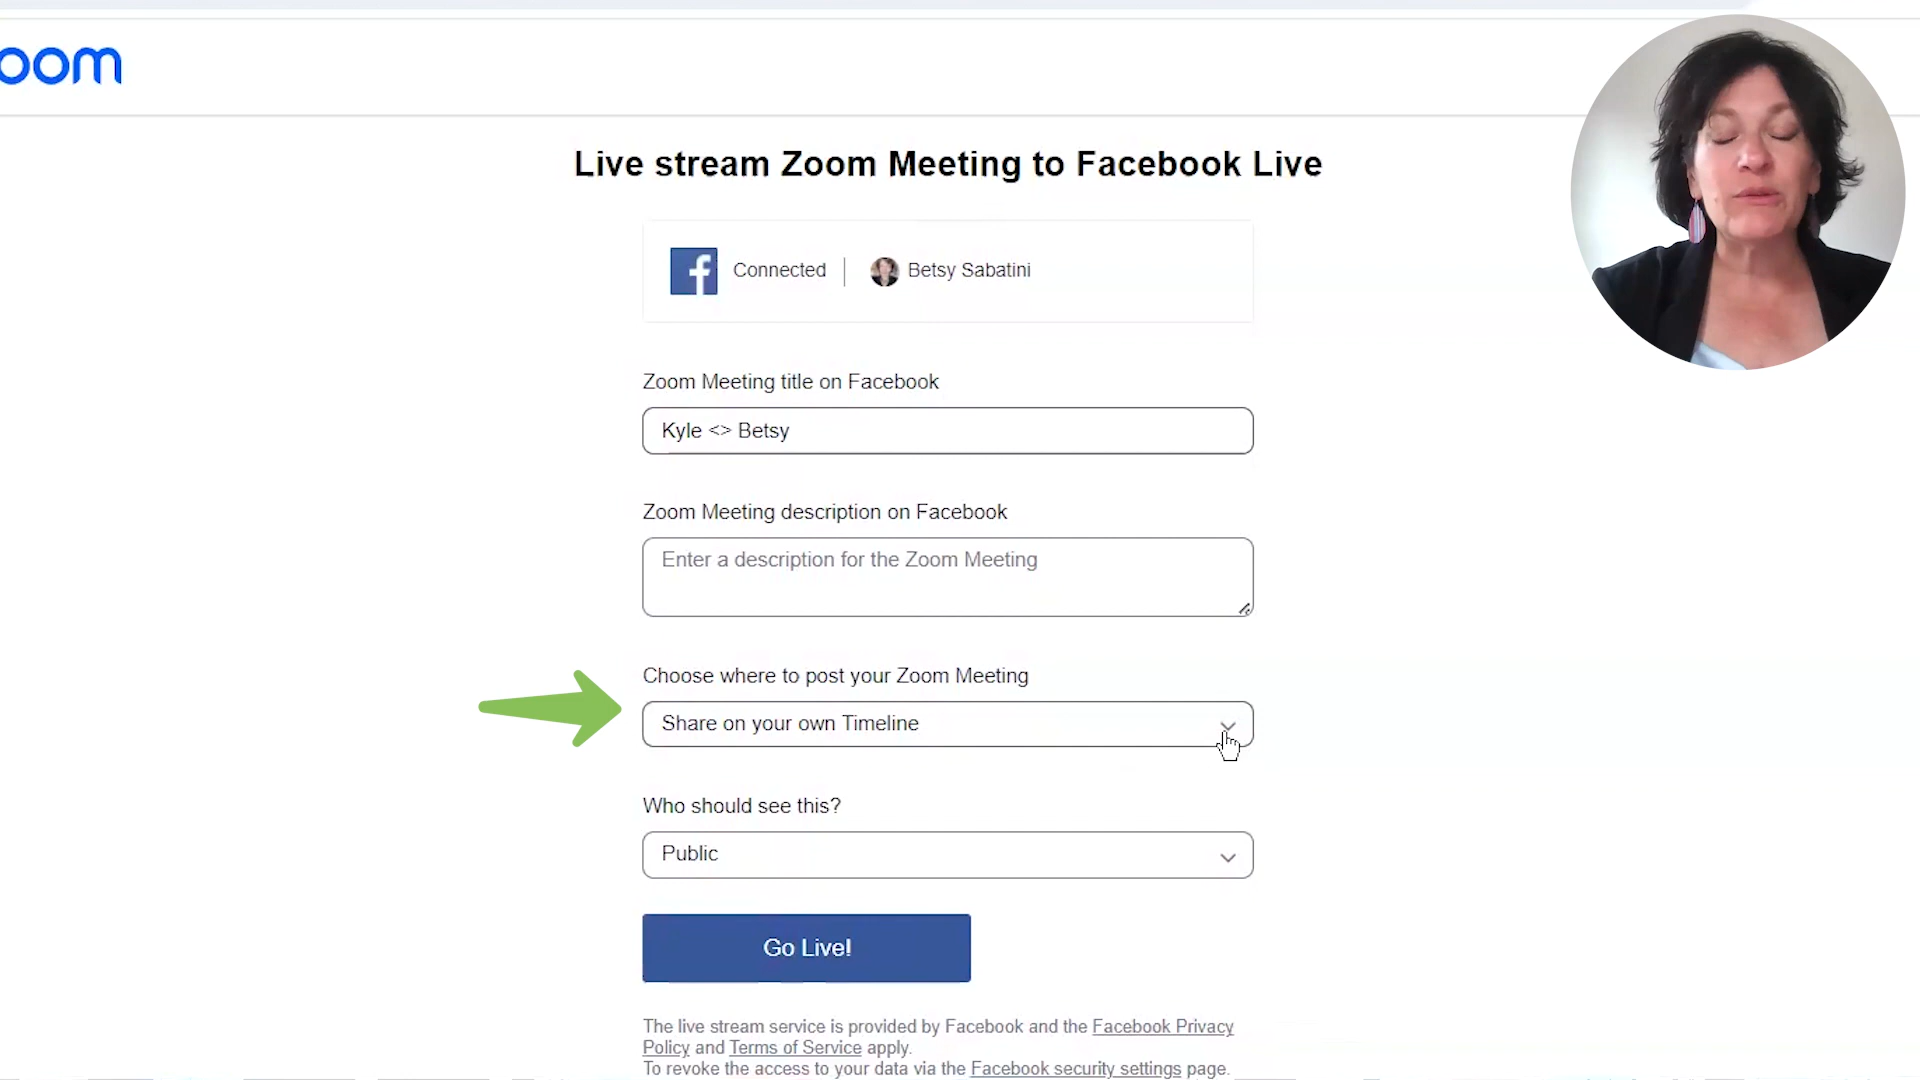 oom
Live stream Zoom Meeting to Facebook Live
Connected | Betsy Sabatini
Zoom Meeting title on Facebook
Kyle <> Betsy
Zoom Meeting description on Facebook
Enter a description for the Zoom Meeting
Choose where to post your Zoom Meeting
Share on your own Timeline
Who should see this?
Public
Go Live!
The live stream service is provided by Facebook and the Facebook Privacy
Policy and Terms of Service apply.
To revoke the access to your data via the Facebook security settings page.